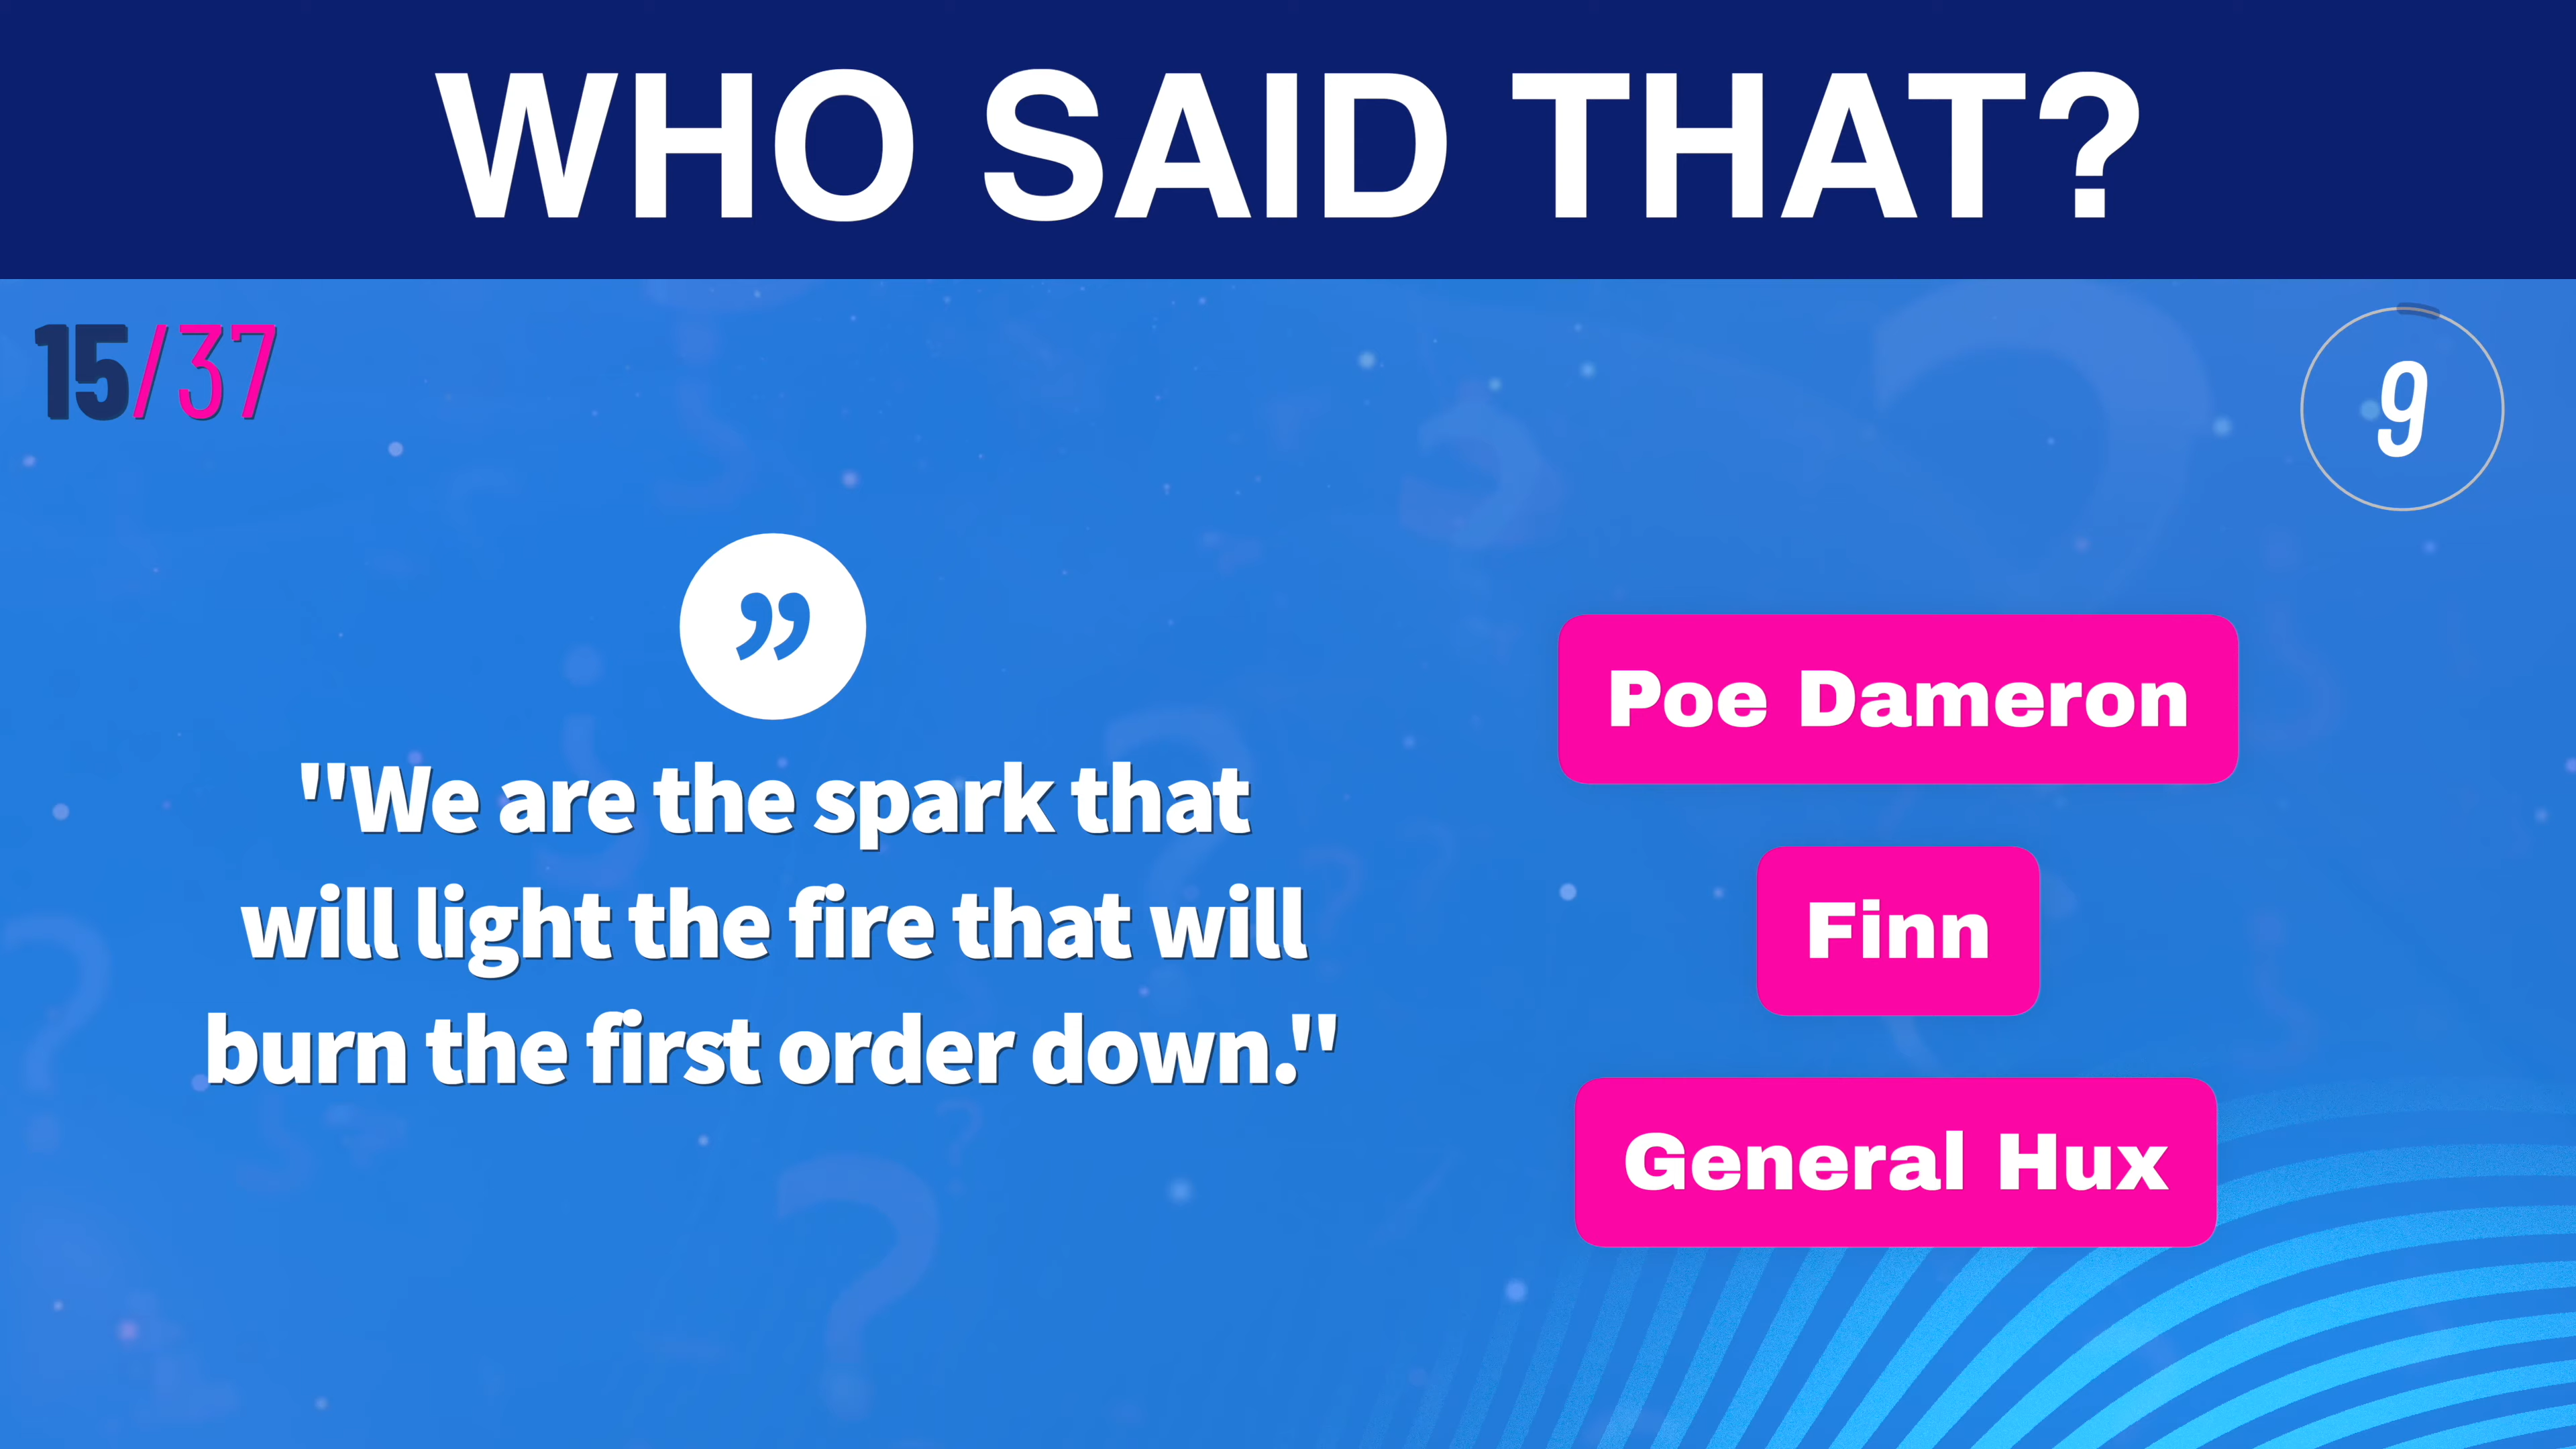 WHO SAID THAT?
15/37
9
"We are the spark that
will light the fire that will
burn the first order down."
Poe Dameron
Finn
General Hux